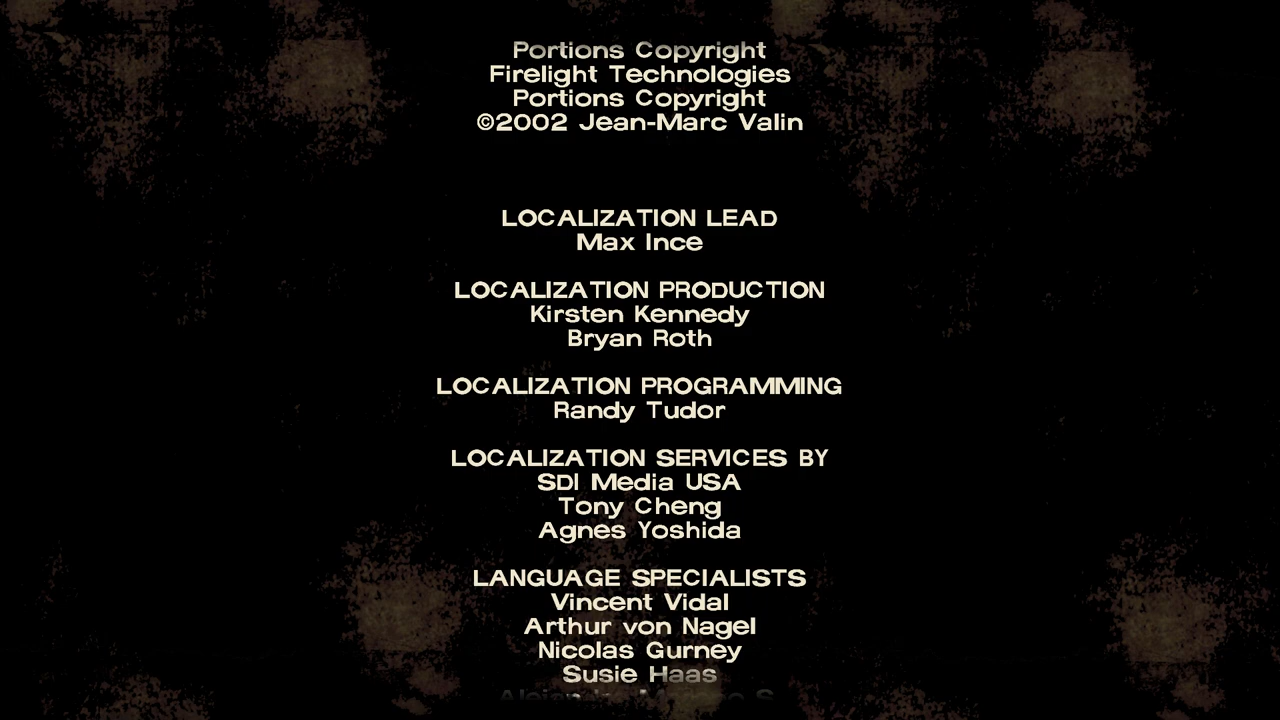 Portions Copyright
Firelight Technologies
Portions Copyright
©2002 Jean-Marc Valin
LOCALIZATION LEAD
Max Ince
LOCALIZATION PRODUCTION
Kirsten Kennedy
Bryan Roth
LOCALIZATION PROGRAMMING
Randy Tudor
LOCALIZATION SERVICES BY
SDI Media USA
Tony Cheng
Agnes Yoshida
LANGUAGE SPECIALISTS
Vincent Vidal
Arthur von Nagel
Nicolas Gurney
Susie Haas